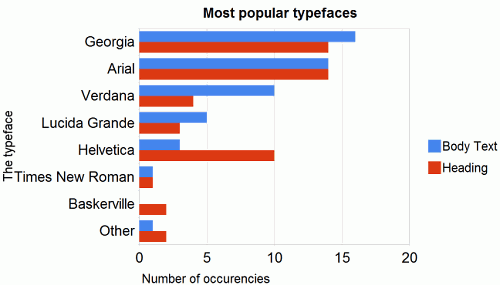 Most popular typefaces
The typeface
Georgia
Arial
Verdana
Lucida Grande
Helvetica
Times New Roman
Baskerville
Other
0 5 10 15 20
Number of occurencies
Body Text
Heading